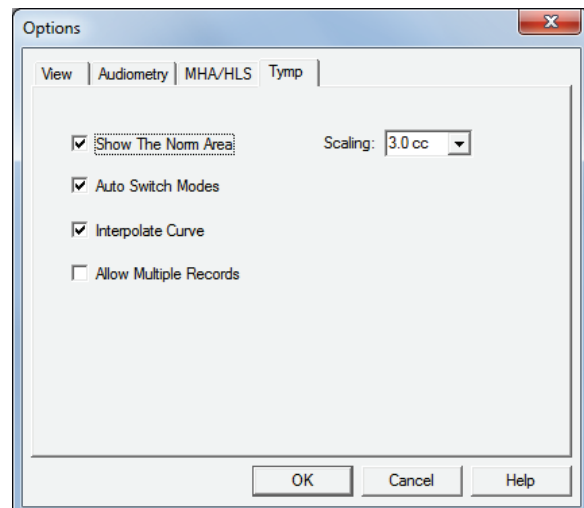 Options
View Audiometry MHA/HLS Tymp
Show The Norm Area Scaling: 3.0 cc
Auto Switch Modes
Interpolate Curve
Allow Multiple Records
OK Cancel Help